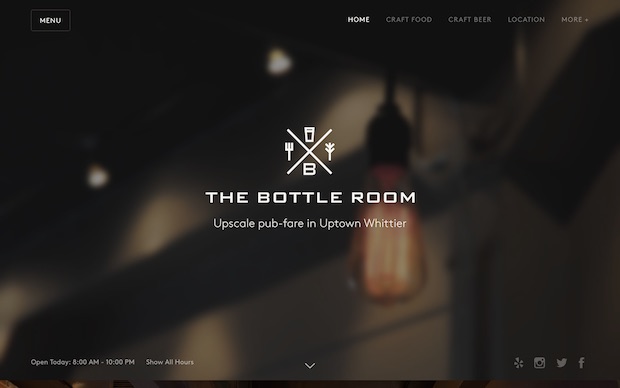 MENU
HOME CRAFT FOOD CRAFT BEER LOCATION MORE +
B
THE BOTTLE ROOM
Upscale pub-fare in Uptown Whittier
Open Today: 8:00 AM - 10:00 PM Show All Hours